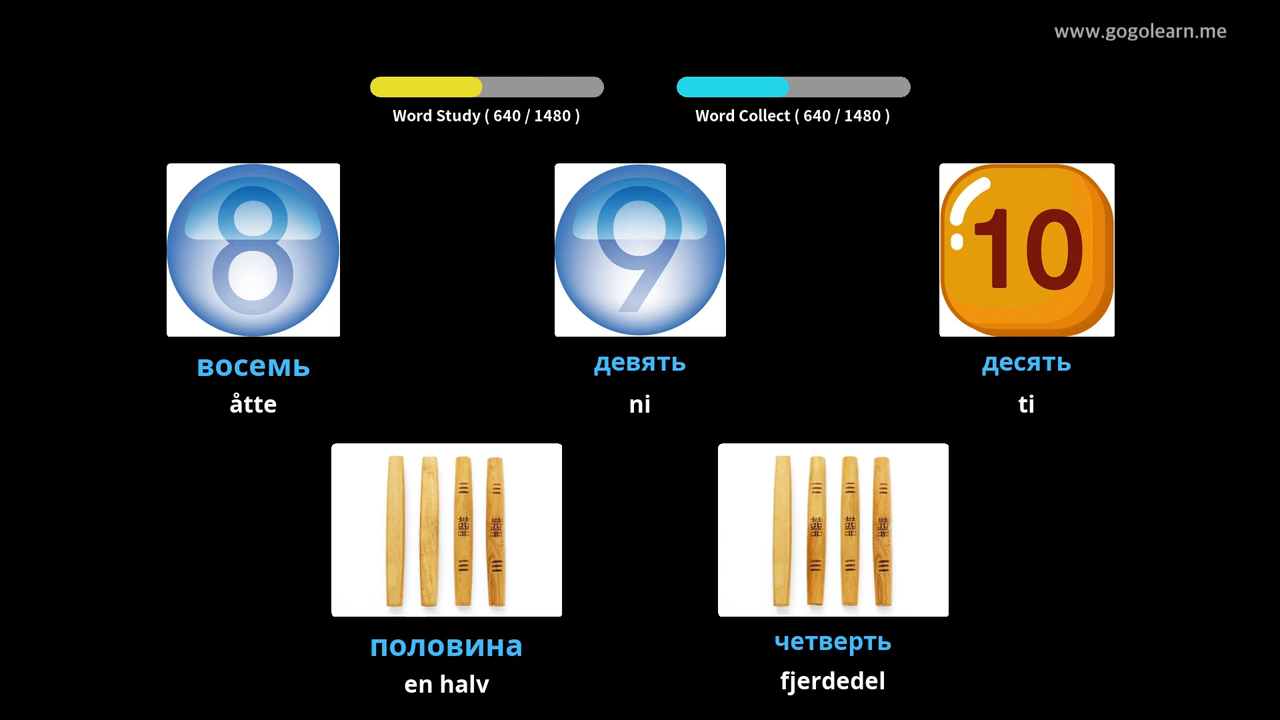 www.gogolearn.me
Word Study ( 640 / 1480 )
Word Collect ( 640 / 1480 )
8
9
10
восемь
девять
десять
åtte
ni
ti
половина
четверть
en halv
fjerdedel